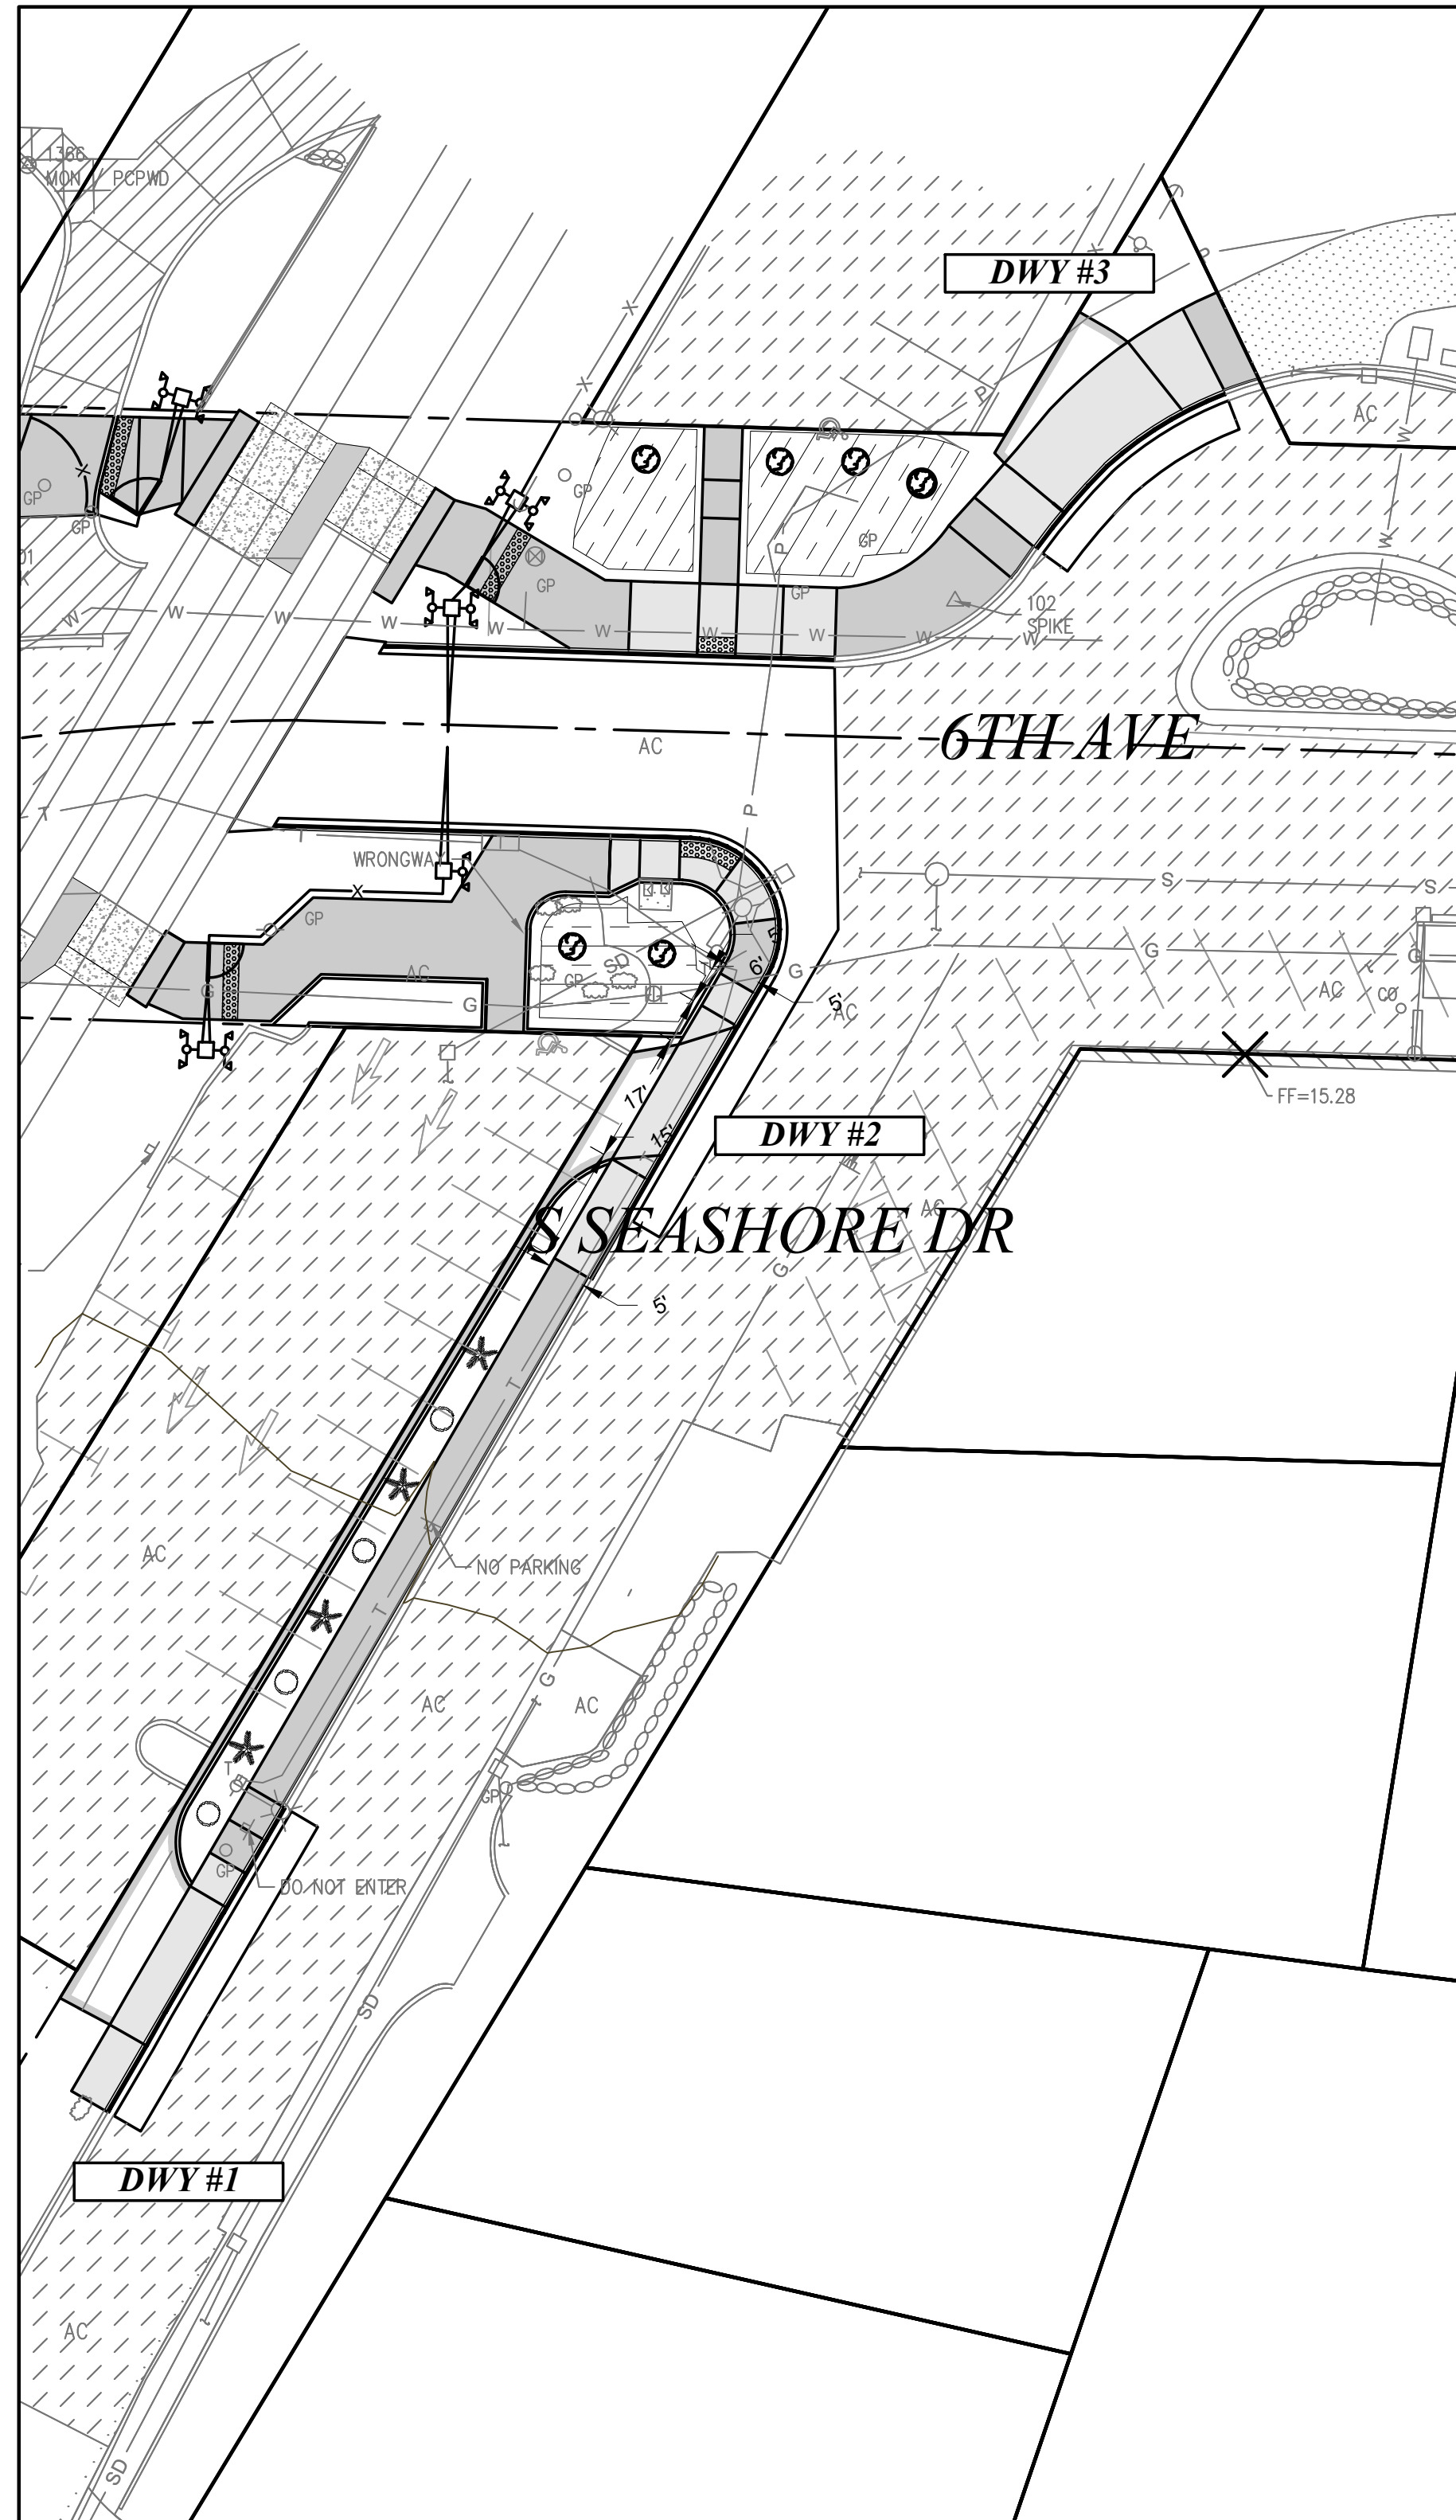 1366
MON / PCPWD
DWY #3
X
X
X
P
P
AC
W
W
GP
X
GP
GP
GP
GP
GP
P
102
SPIKE
W
W
W
W
W
W
W
W
W
W
6TH AVE
AC
T
T
P
WRONGWAY
S
S
X
GP
5'
AC
SD
GP
6'
G
G
G
G
G
5'
AC
AC
CO
FF=15.28
17'
15'
DWY #2
AC
S SEASHORE DR
G
5'
T
AC
NO PARKING
T
G
AC
AC
T
GP
GP
DO NOT ENTER
SD
DWY #1
AC
SD